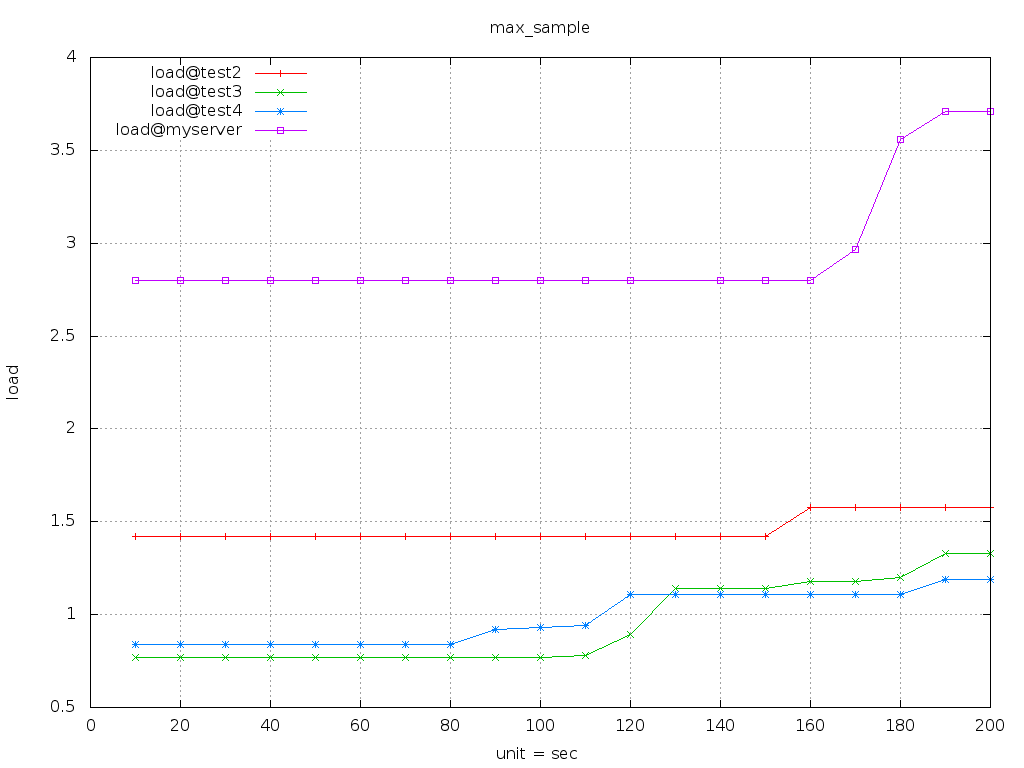 max_sample
load@test2
load@test3
load@test4
load@myserver
4
3.5
3
2.5
2
1.5
1
0.5
load
0 20 40 60 80 100 120 140 160 180 200
unit = sec